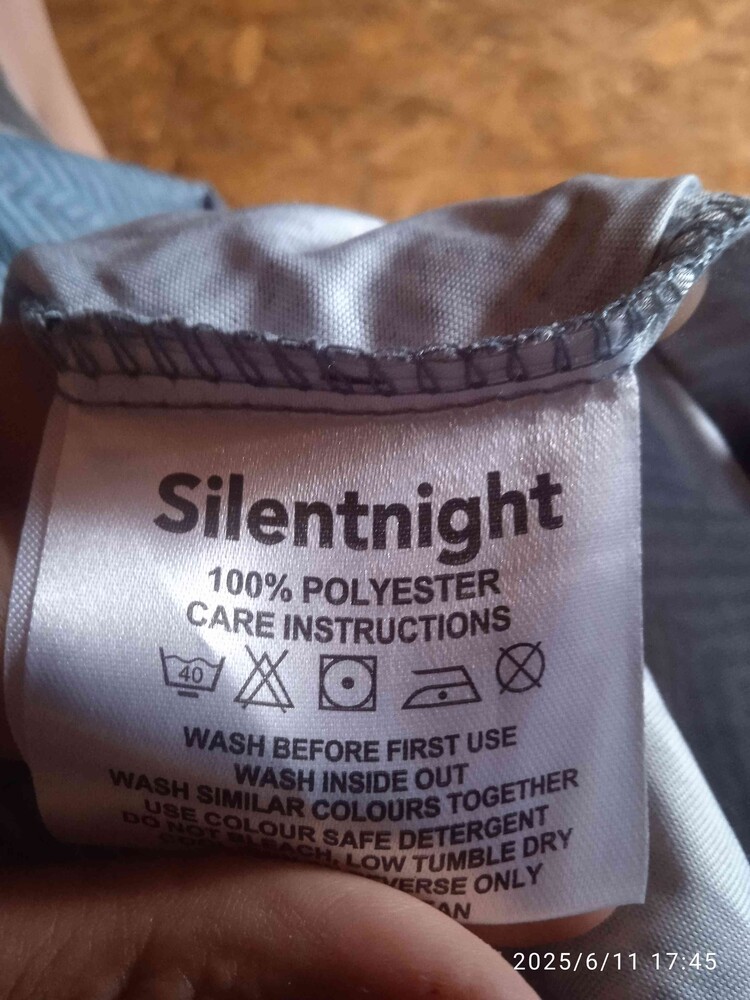 Silentnight
100% POLYESTER
CARE INSTRUCTIONS
40
WASH BEFORE FIRST USE
WASH INSIDE OUT
WASH SIMILAR COLOURS TOGETHER
USE COLOUR SAFE DETERGENT
DO NOT BLEACH, LOW TUMBLE DRY
ONLY
2025/6/11 17:45